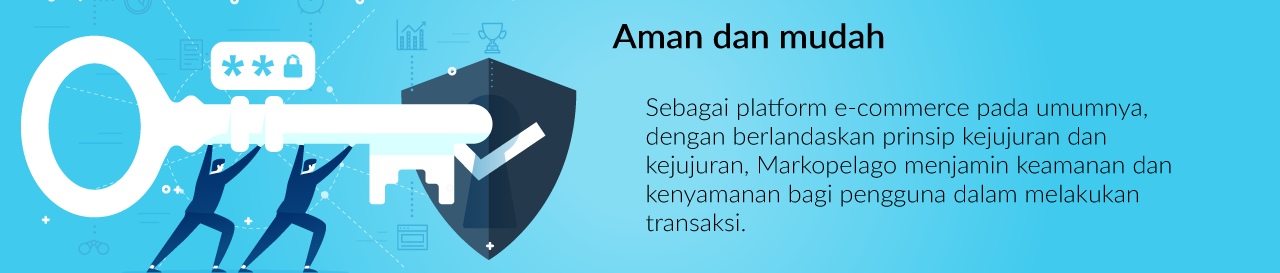 Aman dan mudah
Sebagai platform e-commerce pada umumnya,
dengan berlandaskan prinsip kejujuran dan
kejujuran, Markopelago menjamin keamanan dan
kenyamanan bagi pengguna dalam melakukan
transaksi.